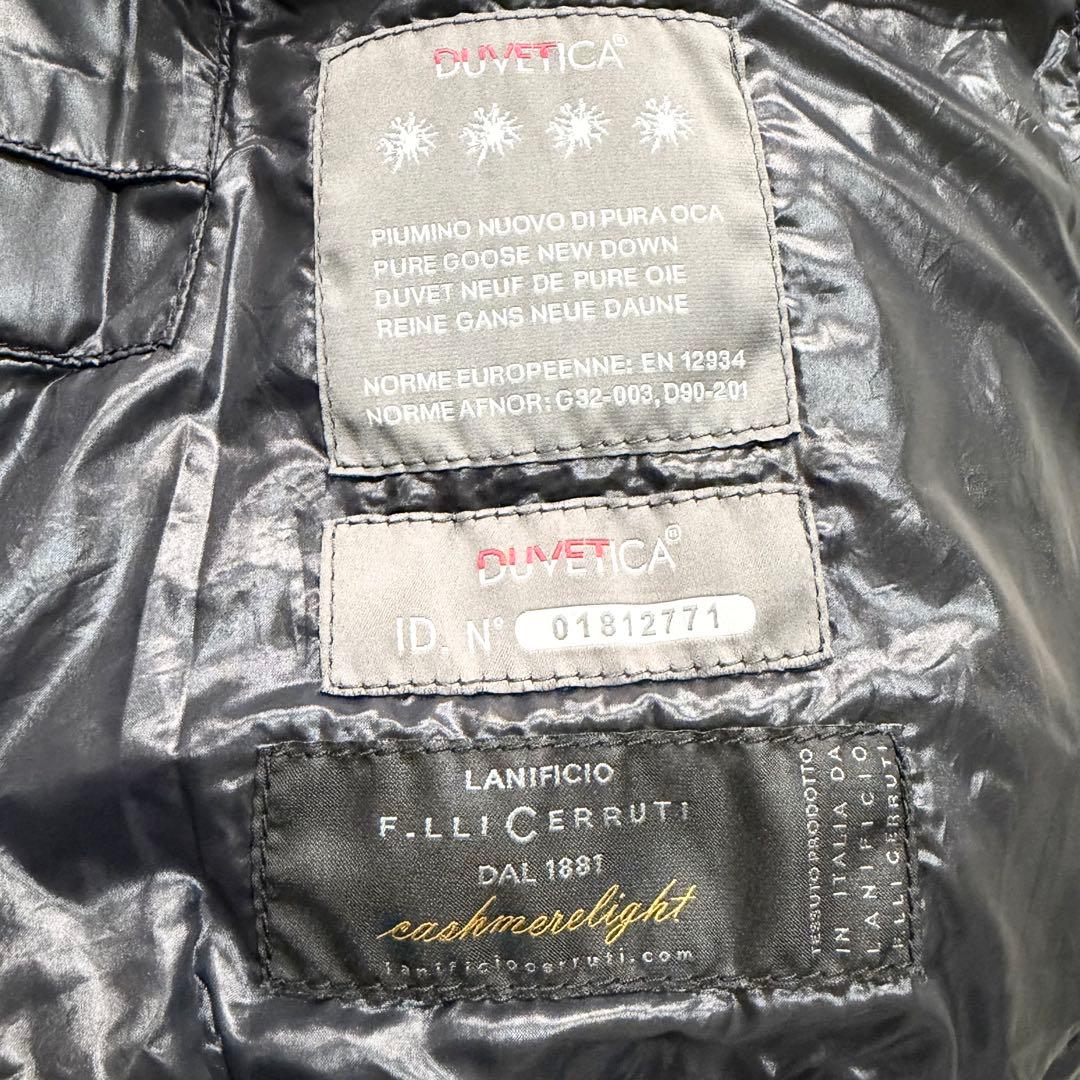 DUVETICA®
PIUMINO NUOVO DI PURA OCA
PURE GOOSE NEW DOWN
DUVET NEUF DE PURE OIE
REINE GANS NEUE DAUNE
NORME EUROPEENNE: EN 12934
NORME AFNOR: G32-003, D90-201
DUVETICA®
ID. N° 01812771
LANIFICIO
F.LLI CERRUTI
DAL 1881
cashmerelight
lanificiocerruti.com
TESSUTO PRODOTTO
IN ITALIA DA
LANIFICIO
F.LLI CERRUTI